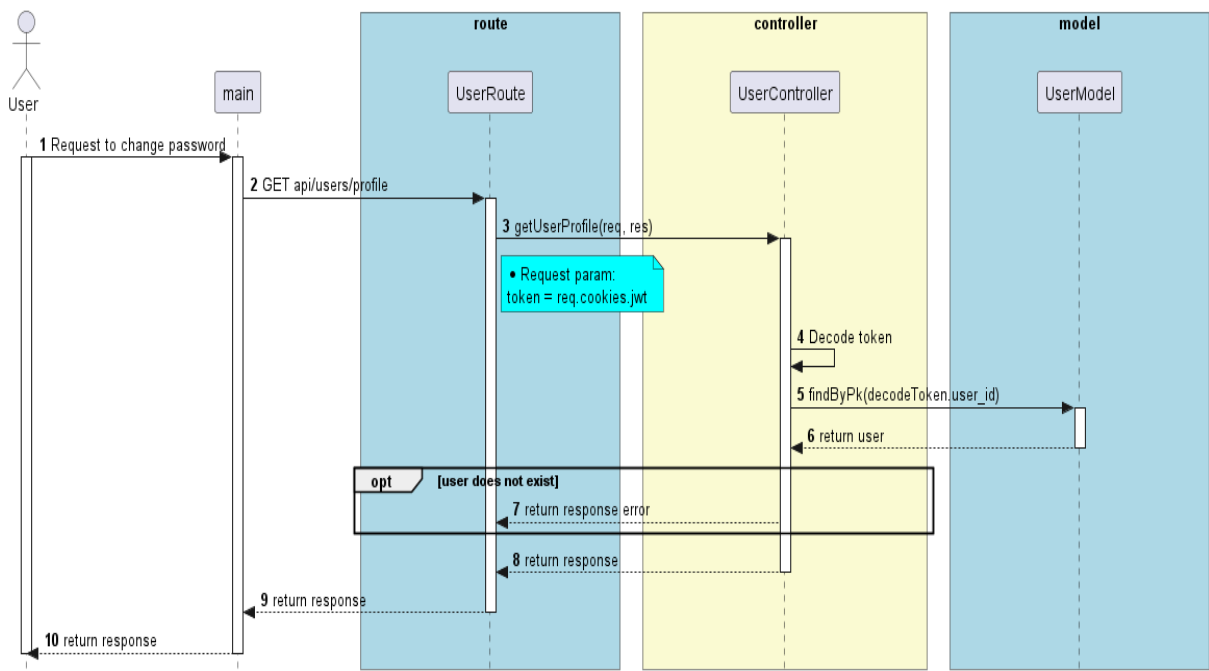 route
controller
model
User
main
UserRoute
UserController
UserModel
1 Request to change password
2 GET api/users/profile
3 getUserProfile(req, res)
• Request param:
token = req.cookies.jwt
4 Decode token
5 findByPk(decodeToken.user_id)
6 return user
opt [user does not exist]
7 return response error
8 return response
9 return response
10 return response